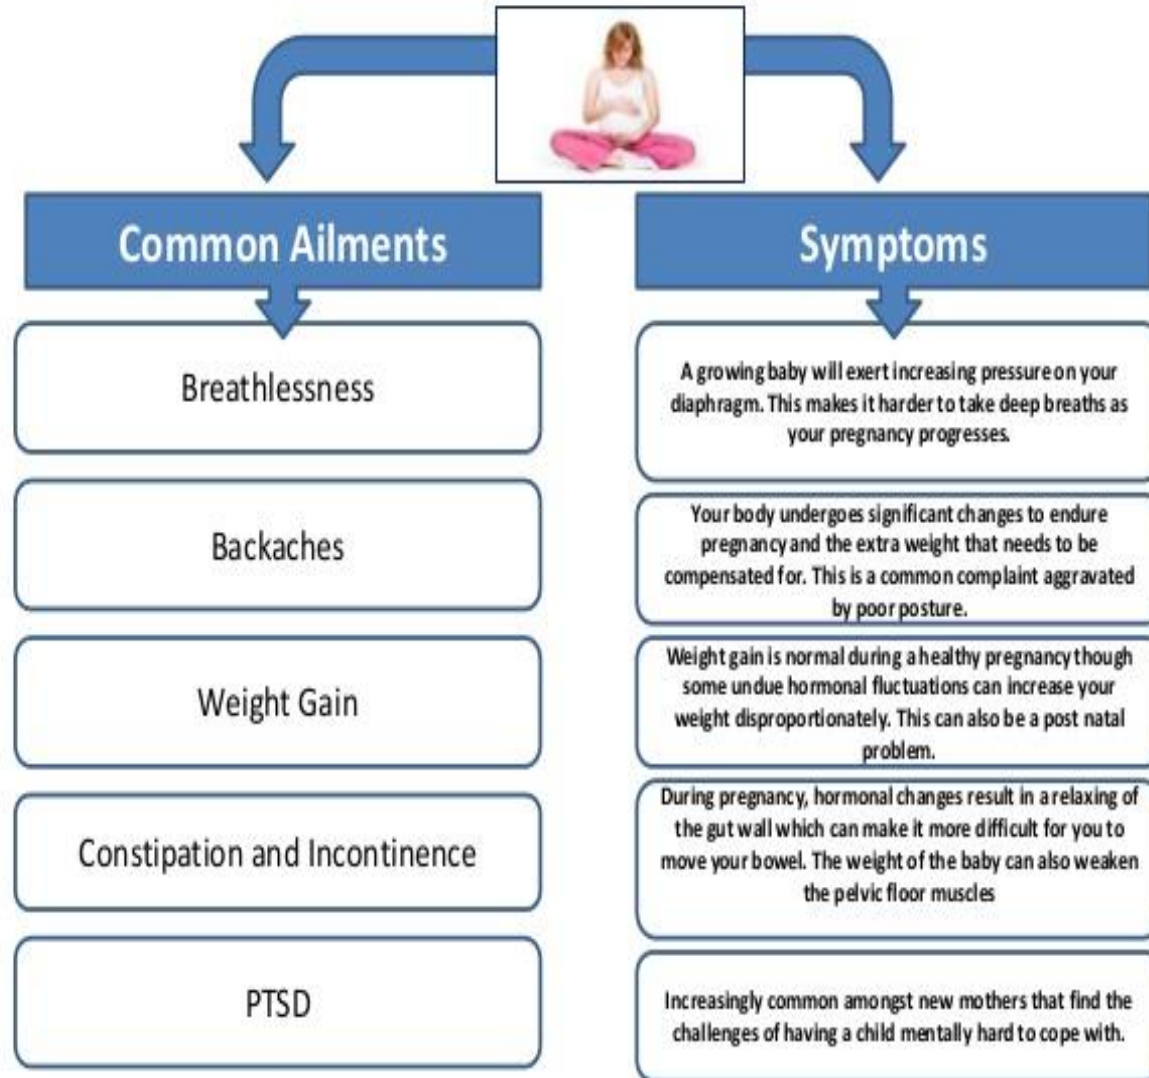 Common Ailments
Symptoms
Breathlessness
A growing baby will exert increasing pressure on your
diaphragm. This makes it harder to take deep breaths as
your pregnancy progresses.
Backaches
Your body undergoes significant changes to endure
pregnancy and the extra weight that needs to be
compensated for. This is a common complaint aggravated
by poor posture.
Weight Gain
Weight gain is normal during a healthy pregnancy though
some undue hormonal fluctuations can increase your
weight disproportionately. This can also be a post natal
problem.
Constipation and Incontinence
During pregnancy, hormonal changes result in a relaxing of
the gut wall which can make it more difficult for you to
move your bowel. The weight of the baby can also weaken
the pelvic floor muscles
PTSD
Increasingly common amongst new mothers that find the
challenges of having a child mentally hard to cope with.